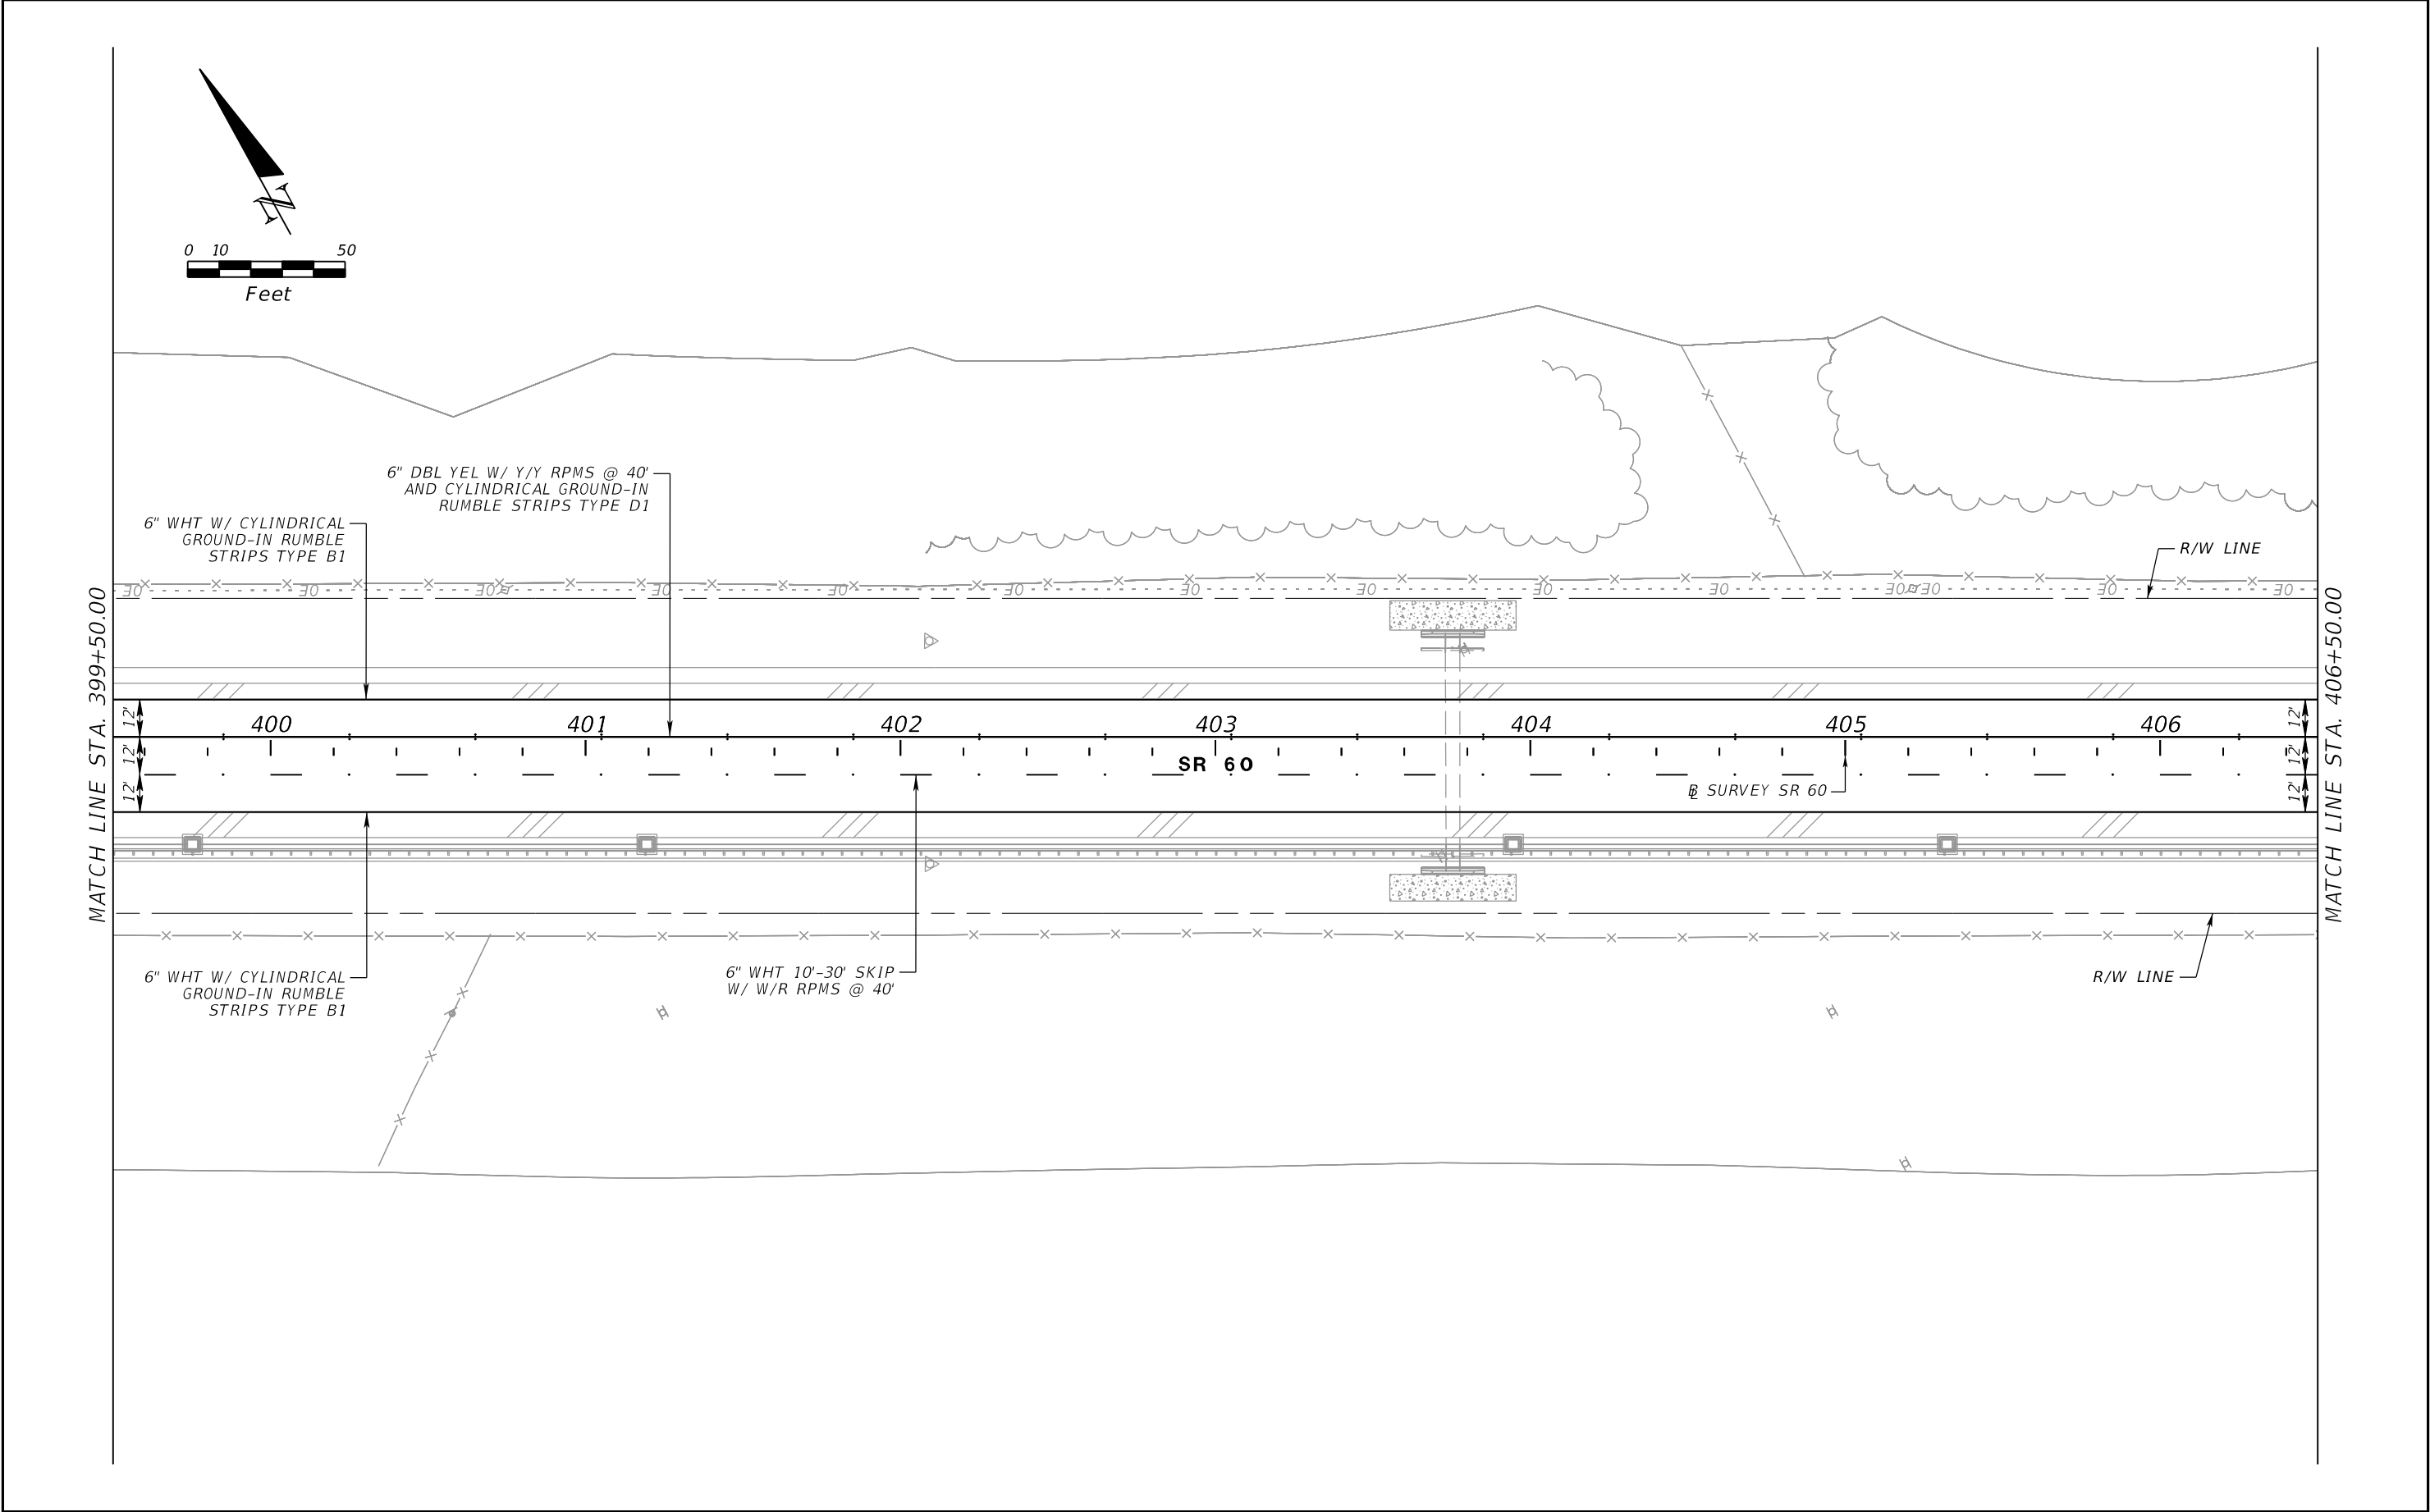 N
0 10 50
Feet
6" DBL YEL W/ Y/Y RPMS @ 40'
AND CYLINDRICAL GROUND-IN
RUMBLE STRIPS TYPE D1
6" WHT W/ CYLINDRICAL
GROUND-IN RUMBLE
STRIPS TYPE B1
R/W LINE
MATCH LINE STA. 399+50.00
MATCH LINE STA. 406+50.00
12' 12' 12'
400 401 402 403 404 405 406
12' 12' 12'
SR 60
BL SURVEY SR 60
6" WHT W/ CYLINDRICAL
GROUND-IN RUMBLE
STRIPS TYPE B1
6" WHT 10'-30' SKIP
W/ W/R RPMS @ 40'
R/W LINE